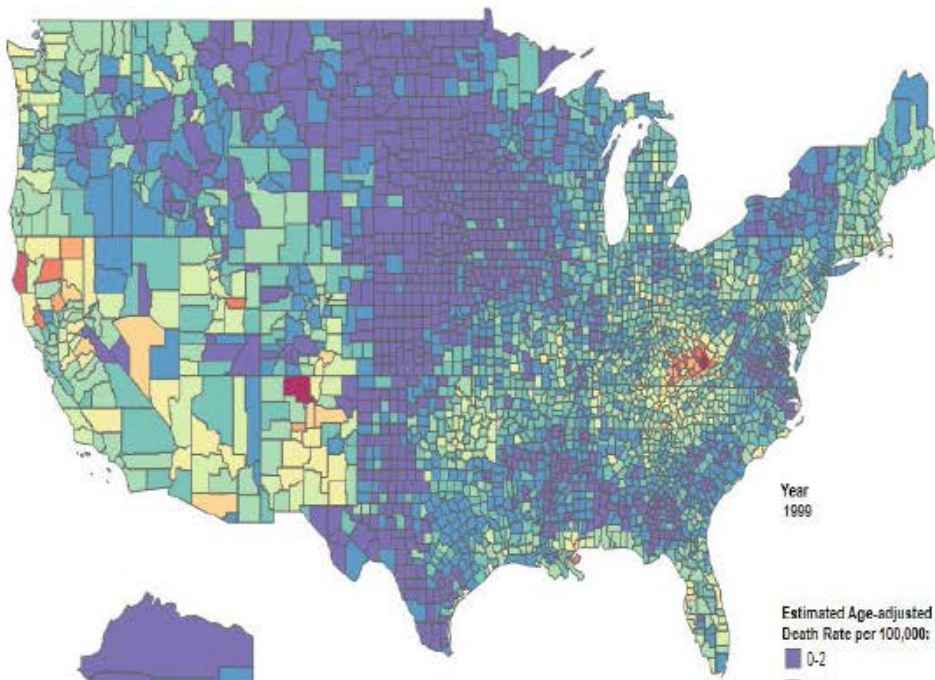 Year
1999
Estimated Age-adjusted
Death Rate per 100,000:
0-2